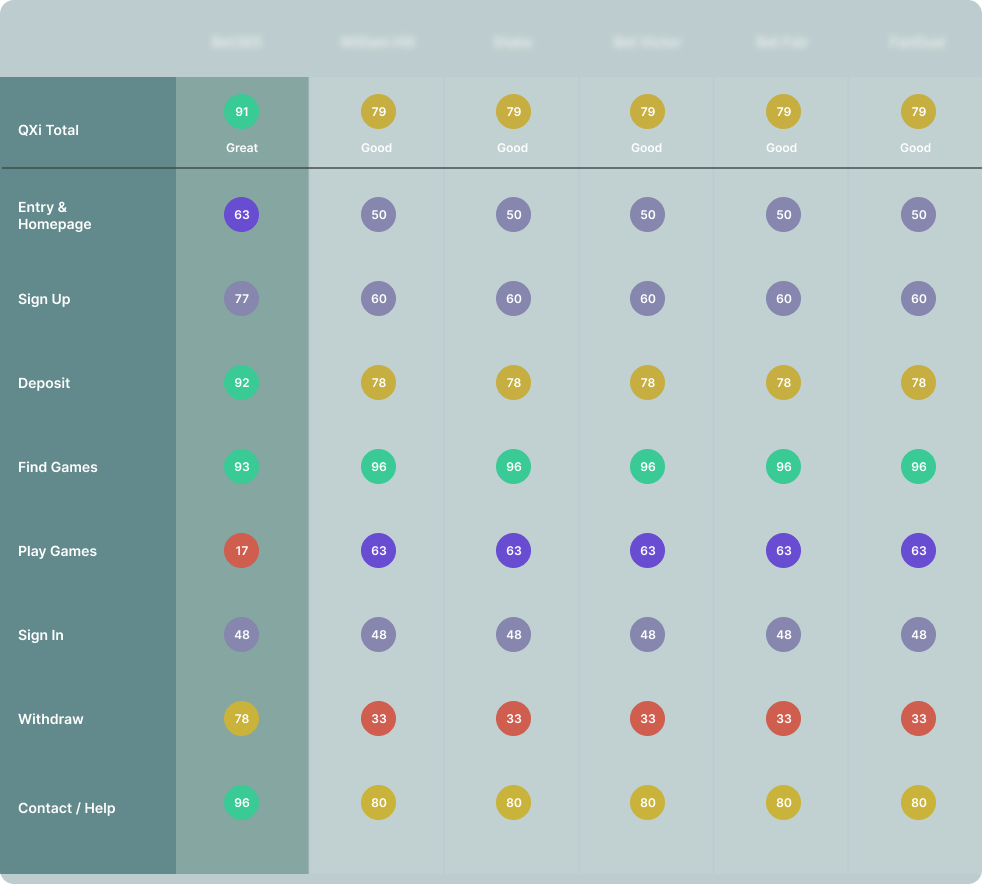 QXi Total
91 79 79 79 79 79
Great Good Good Good Good Good
Entry &
Homepage
63 50 50 50 50 50
Sign Up 77 60 60 60 60 60
Deposit 92 78 78 78 78 78
Find Games 93 96 96 96 96 96
Play Games 17 63 63 63 63 63
Sign In 48 48 48 48 48 48
Withdraw 78 33 33 33 33 33
Contact / Help 96 80 80 80 80 80